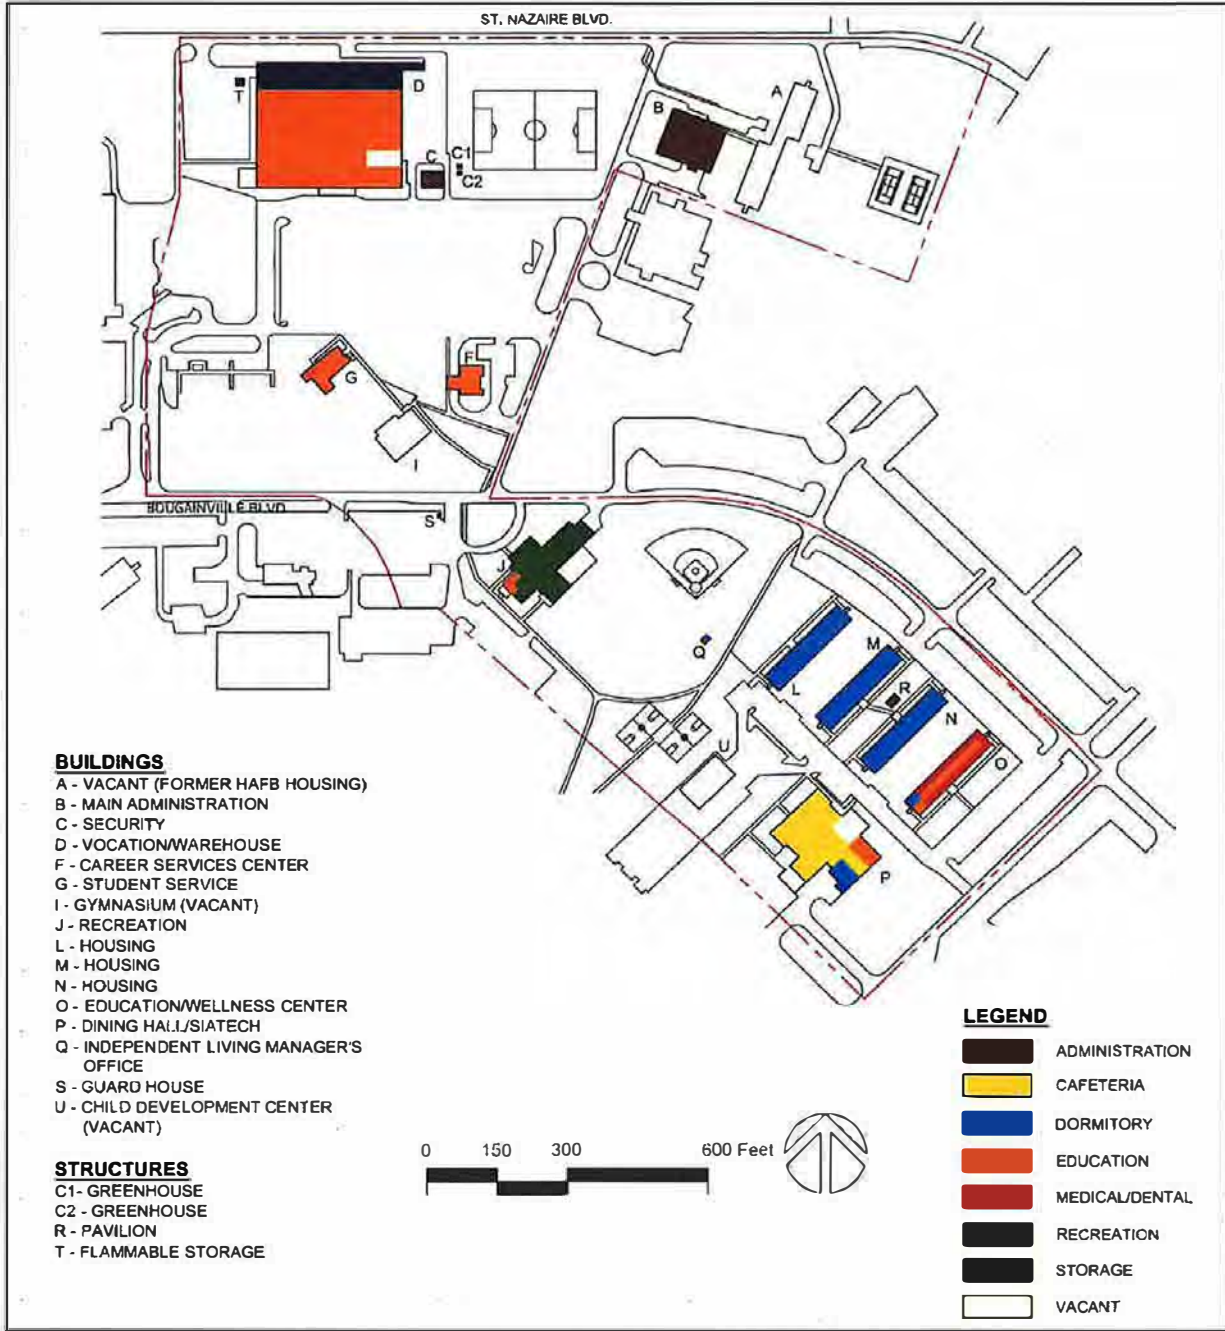 ST. NAZAIRE BLVD.
T
D
C
C1
C2
B
A
F
G
I
BOUGAINVILLE BLVD.
S
J
Q
L
M
R
N
O
U
P
BUILDINGS
A - VACANT (FORMER HAFB HOUSING)
B - MAIN ADMINISTRATION
C - SECURITY
D - VOCATION/WAREHOUSE
F - CAREER SERVICES CENTER
G - STUDENT SERVICE
I - GYMNASIUM (VACANT)
J - RECREATION
L - HOUSING
M - HOUSING
N - HOUSING
O - EDUCATION/WELLNESS CENTER
P - DINING HALL/SIATECH
Q - INDEPENDENT LIVING MANAGER'S
OFFICE
S - GUARD HOUSE
U - CHILD DEVELOPMENT CENTER
(VACANT)
STRUCTURES
C1- GREENHOUSE
C2 - GREENHOUSE
R - PAVILION
T - FLAMMABLE STORAGE
0 150 300 600 Feet
LEGEND
ADMINISTRATION
CAFETERIA
DORMITORY
EDUCATION
MEDICAL/DENTAL
RECREATION
STORAGE
VACANT